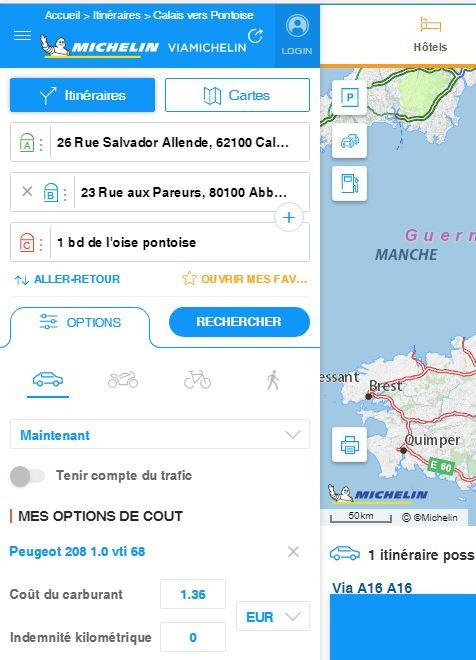 Accueil > Itinéraires > Calais vers Pontoise
MICHELIN VIAMICHELIN
LOGIN
Hôtels
Itinéraires
Cartes
P
A 26 Rue Salvador Allende, 62100 Cal...
B 23 Rue aux Pareurs, 80100 Abb...
C 1 bd de l'oise pontoise
ALLER-RETOUR
OUVRIR MES FAV...
OPTIONS
RECHERCHER
Maintenant
Tenir compte du trafic
MES OPTIONS DE COUT
Peugeot 208 1.0 vti 68
Coût du carburant
1.36
EUR
Indemnité kilométrique
0
Guern
MANCHE
essant
Brest
Quimper
E 60
MICHELIN
50km
© ©Michelin
1 itinéraire poss
Via A16 A16